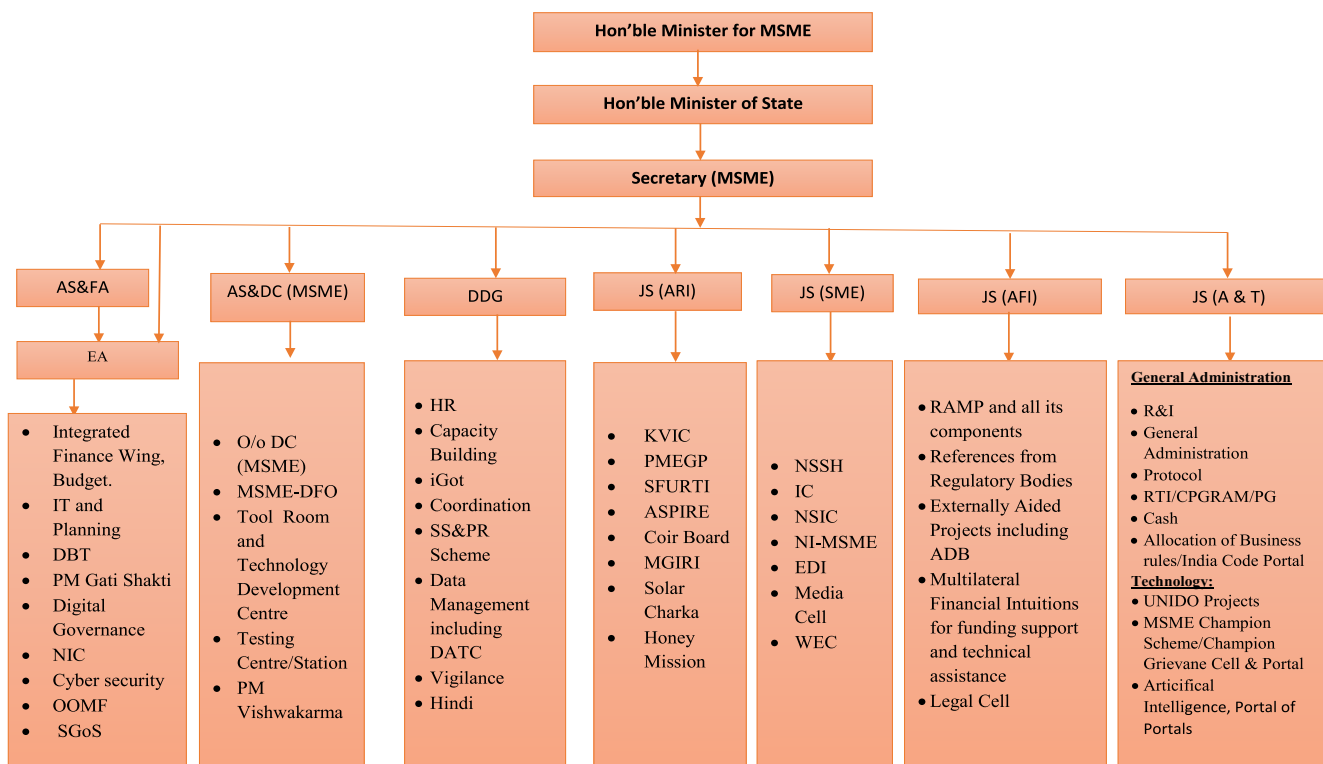 Hon’ble Minister for MSME
Hon’ble Minister of State
Secretary (MSME)
AS&FA
EA
• Integrated
Finance Wing,
Budget.
• IT and
Planning
• DBT
• PM Gati Shakti
• Digital
Governance
• NIC
• Cyber security
• OOMF
• SGoS
AS&DC (MSME)
• O/o DC
(MSME)
• MSME-DFO
• Tool Room
and
Technology
Development
Centre
• Testing
Centre/Station
• PM
Vishwakarma
DDG
• HR
• Capacity
Building
• iGot
• Coordination
• SS&PR
Scheme
• Data
Management
including
DATC
• Vigilance
• Hindi
JS (ARI)
• KVIC
• PMEGP
• SFURTI
• ASPIRE
• Coir Board
• MGIRI
• Solar
Charka
• Honey
Mission
JS (SME)
• NSSH
• IC
• NSIC
• NI-MSME
• EDI
• Media
Cell
• WEC
JS (AFI)
• RAMP and all its
components
• References from
Regulatory Bodies
• Externally Aided
Projects including
ADB
• Multilateral
Financial Intuitions
for funding support
and technical
assistance
• Legal Cell
JS (A & T)
General Administration
• R&I
• General
Administration
• Protocol
• RTI/CPGRAM/PG
• Cash
• Allocation of Business
rules/India Code Portal
Technology:
• UNIDO Projects
• MSME Champion
Scheme/Champion
Grievane Cell & Portal
• Articifical
Intelligence, Portal of
Portals